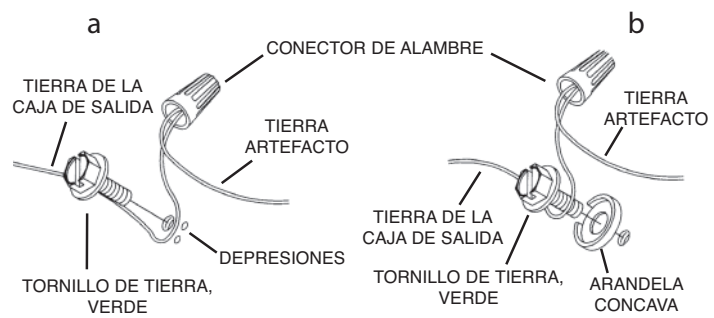 a
b
CONECTOR DE ALAMBRE
TIERRA DE LA
CAJA DE SALIDA
TIERRA
ARTEFACTO
DEPRESIONES
TORNILLO DE TIERRA,
VERDE
TIERRA
ARTEFACTO
TIERRA DE LA
CAJA DE SALIDA
TORNILLO DE TIERRA,
VERDE
ARANDELA
CONCAVA